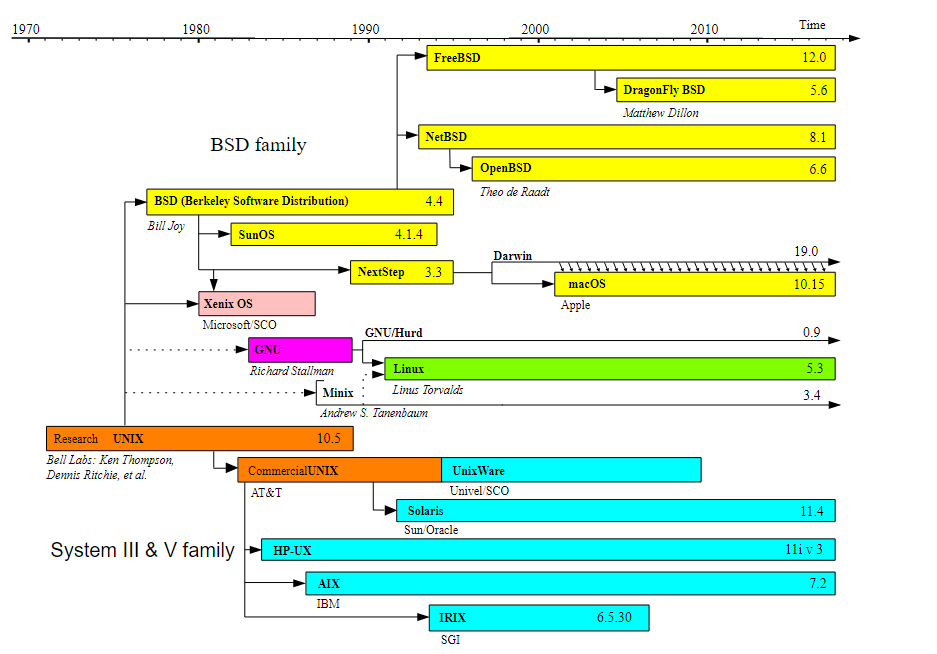 1970 1980 1990 2000 2010 Time
FreeBSD 12.0
DragonFly BSD 5.6
Matthew Dillon
BSD family
NetBSD 8.1
OpenBSD 6.6
Theo de Raadt
BSD (Berkeley Software Distribution) 4.4
Bill Joy
SunOS 4.1.4
Darwin 19.0
NextStep 3.3
macOS 10.15
Apple
Xenix OS
Microsoft/SCO
GNU/Hurd 0.9
GNU
Richard Stallman
Linux 5.3
Linus Torvalds
Minix 3.4
Andrew S. Tanenbaum
Research UNIX 10.5
Bell Labs: Ken Thompson,
Dennis Ritchie, et al.
CommercialUNIX UnixWare
AT&T Univel/SCO
Solaris 11.4
Sun/Oracle
System III & V family
HP-UX 11i v 3
AIX 7.2
IBM
IRIX 6.5.30
SGI